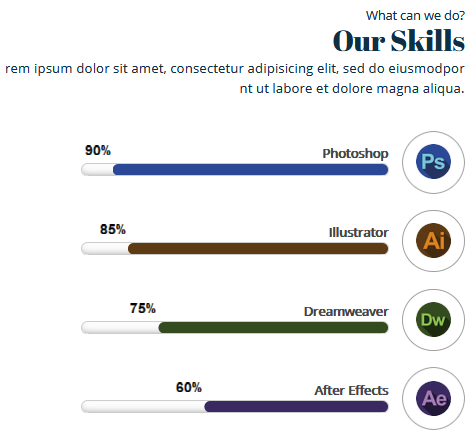 What can we do?
Our Skills
rem ipsum dolor sit amet, consectetur adipisicing elit, sed do eiusmodpor
nt ut labore et dolore magna aliqua.
90%
Photoshop
Ps
85%
Illustrator
Ai
75%
Dreamweaver
Dw
60%
After Effects
Ae